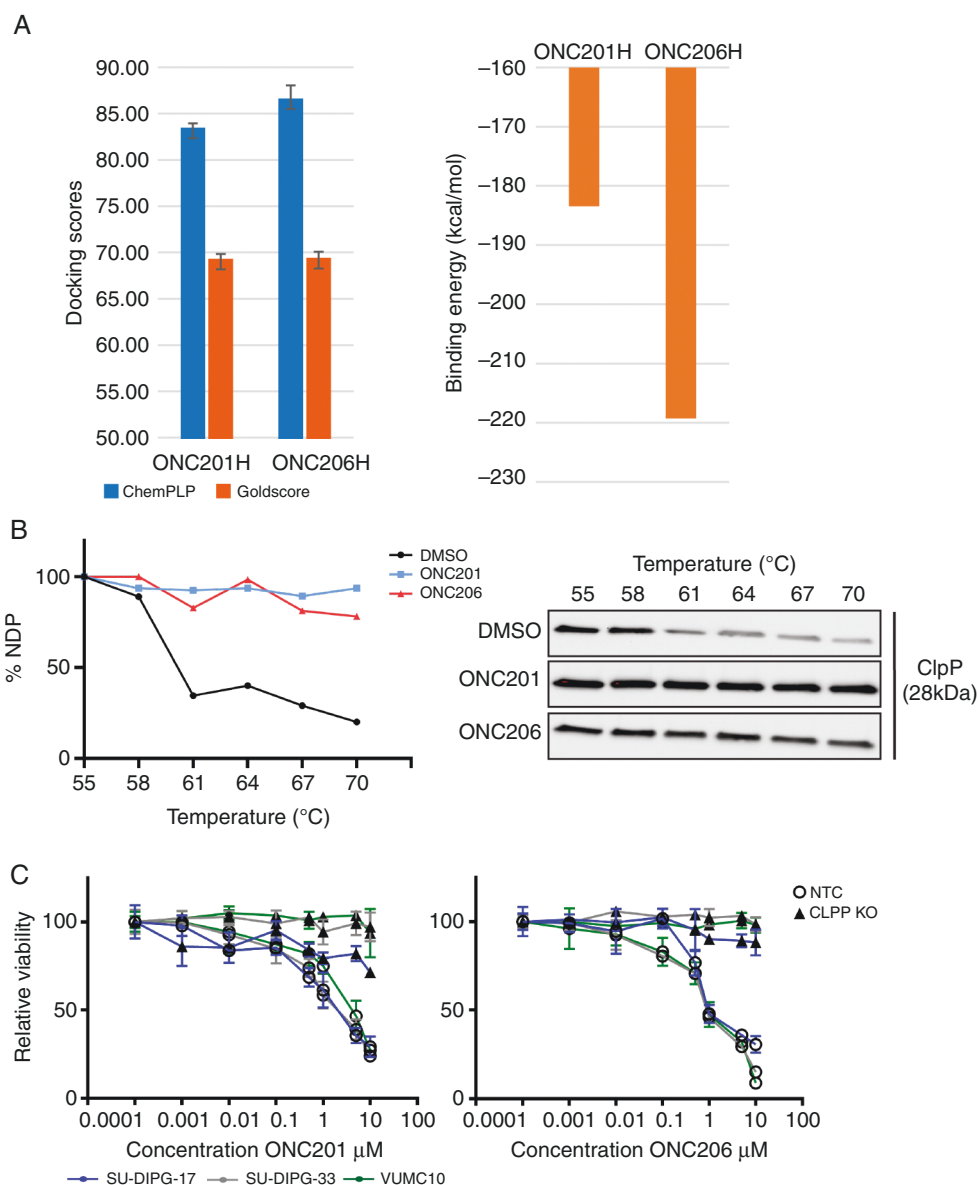 A
90.00
85.00
80.00
75.00
70.00
65.00
60.00
55.00
50.00
Docking scores
ONC201H ONC206H
ChemPLP Goldscore
ONC201H ONC206H
–160
–170
–180
–190
–200
–210
–220
–230
Binding energy (kcal/mol)
B
100
50
0
% NDP
55 58 61 64 67 70
Temperature (°C)
DMSO
ONC201
ONC206
Temperature (°C)
55 58 61 64 67 70
DMSO
ONC201
ONC206
ClpP
(28kDa)
C
Relative viability
100
50
0
0.0001 0.001 0.01 0.1 1 10 100
Concentration ONC201 μM
100
50
0
0.0001 0.001 0.01 0.1 1 10 100
Concentration ONC206 μM
NTC
CLPP KO
SU-DIPG-17 SU-DIPG-33 VUMC10